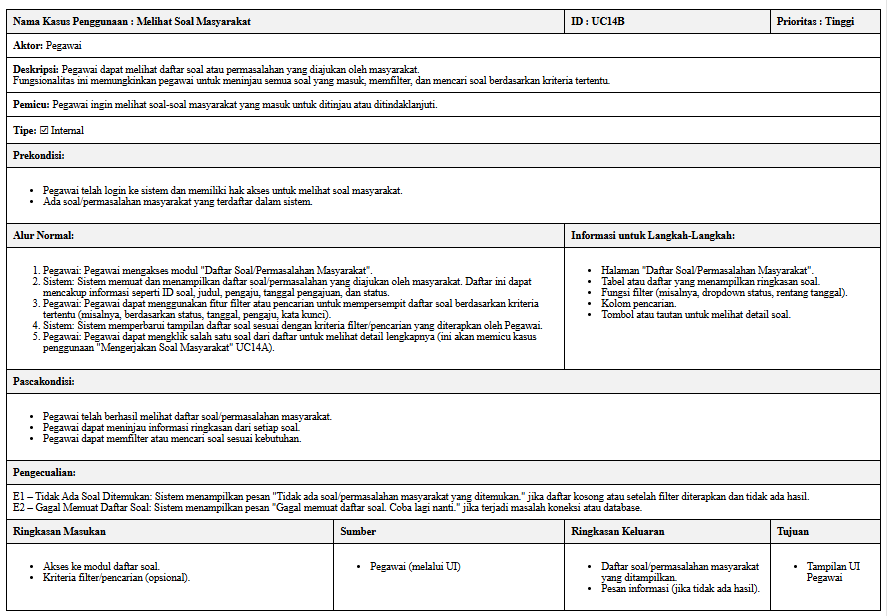 Nama Kasus Penggunaan : Melihat Soal Masyarakat
ID : UC14B
Prioritas : Tinggi
Aktor: Pegawai
Deskripsi: Pegawai dapat melihat daftar soal atau permasalahan yang diajukan oleh masyarakat.
Fungsionalitas ini memungkinkan pegawai untuk meninjau semua soal yang masuk, memfilter, dan mencari soal berdasarkan kriteria tertentu.
Pemicu: Pegawai ingin melihat soal-soal masyarakat yang masuk untuk ditinjau atau ditindaklanjuti.
Tipe: ☑ Internal
Prekondisi:
• Pegawai telah login ke sistem dan memiliki hak akses untuk melihat soal masyarakat.
• Ada soal/permasalahan masyarakat yang terdaftar dalam sistem.
Alur Normal:
1. Pegawai: Pegawai mengakses modul "Daftar Soal/Permasalahan Masyarakat".
2. Sistem: Sistem memuat dan menampilkan daftar soal/permasalahan yang diajukan oleh masyarakat. Daftar ini dapat
mencakup informasi seperti ID soal, judul, pengaju, tanggal pengajuan, dan status.
3. Pegawai: Pegawai dapat menggunakan fitur filter atau pencarian untuk mempersempit daftar soal berdasarkan kriteria
tertentu (misalnya, berdasarkan status, tanggal, pengaju, kata kunci).
4. Sistem: Sistem memperbarui tampilan daftar soal sesuai dengan kriteria filter/pencarian yang diterapkan oleh Pegawai.
5. Pegawai: Pegawai dapat mengklik salah satu soal dari daftar untuk melihat detail lengkapnya (ini akan memicu kasus
penggunaan "Mengerjakan Soal Masyarakat" UC14A).
Informasi untuk Langkah-Langkah:
• Halaman "Daftar Soal/Permasalahan Masyarakat".
• Tabel atau daftar yang menampilkan ringkasan soal.
• Fungsi filter (misalnya, dropdown status, rentang tanggal).
• Kolom pencarian.
• Tombol atau tautan untuk melihat detail soal.
Pascakondisi:
• Pegawai telah berhasil melihat daftar soal/permasalahan masyarakat.
• Pegawai dapat meninjau informasi ringkasan dari setiap soal.
• Pegawai dapat memfilter atau mencari soal sesuai kebutuhan.
Pengecualian:
E1 – Tidak Ada Soal Ditemukan: Sistem menampilkan pesan "Tidak ada soal/permasalahan masyarakat yang ditemukan." jika daftar kosong atau setelah filter diterapkan dan tidak ada hasil.
E2 – Gagal Memuat Daftar Soal: Sistem menampilkan pesan "Gagal memuat daftar soal. Coba lagi nanti." jika terjadi masalah koneksi atau database.
Ringkasan Masukan
• Akses ke modul daftar soal.
• Kriteria filter/pencarian (opsional).
Sumber
• Pegawai (melalui UI)
Ringkasan Keluaran
• Daftar soal/permasalahan masyarakat
yang ditampilkan.
• Pesan informasi (jika tidak ada hasil).
Tujuan
• Tampilan UI
Pegawai